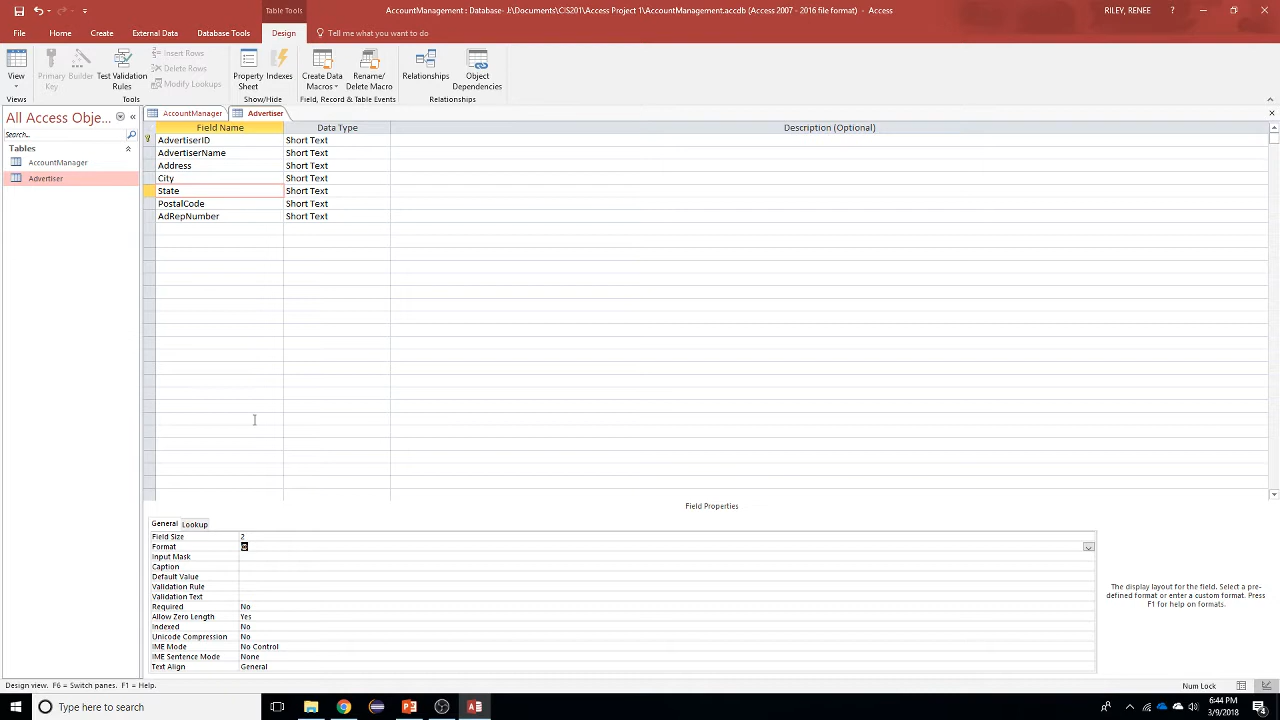 Table Tools
AccountManagement : Database- J:\Documents\CIS201\Access Project 1\AccountManagement.accdb (Access 2007 - 2016 file format) - Access
RILEY, RENEE
File Home Create External Data Database Tools Design Tell me what you want to do
View
Views
Primary Key
Builder
Test Validation Rules
Insert Rows
Delete Rows
Modify Lookups
Tools
Property Sheet
Indexes
Show/Hide
Create Data Macros
Rename/ Delete Macro
Field, Record & Table Events
Relationships
Object Dependencies
Relationships
All Access Obje...
Search...
Tables
AccountManager
Advertiser
AccountManager Advertiser
Field Name Data Type Description (Optional)
AdvertiserID Short Text
AdvertiserName Short Text
Address Short Text
City Short Text
State Short Text
PostalCode Short Text
AdRepNumber Short Text
Field Properties
General Lookup
Field Size 2
Format @
Input Mask
Caption
Default Value
Validation Rule
Validation Text
Required No
Allow Zero Length Yes
Indexed No
Unicode Compression No
IME Mode No Control
IME Sentence Mode None
Text Align General
The display layout for the field. Select a pre-
defined format or enter a custom format. Press
F1 for help on formats.
Design view. F6 = Switch panes. F1 = Help.
Num Lock
Type here to search
6:44 PM
3/9/2018